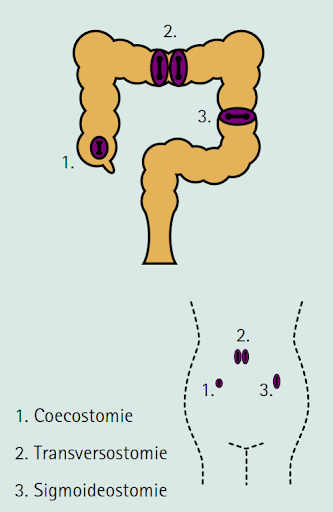 2.
3.
1.
2.
1.
3.
1. Coecostomie
2. Transversostomie
3. Sigmoideostomie